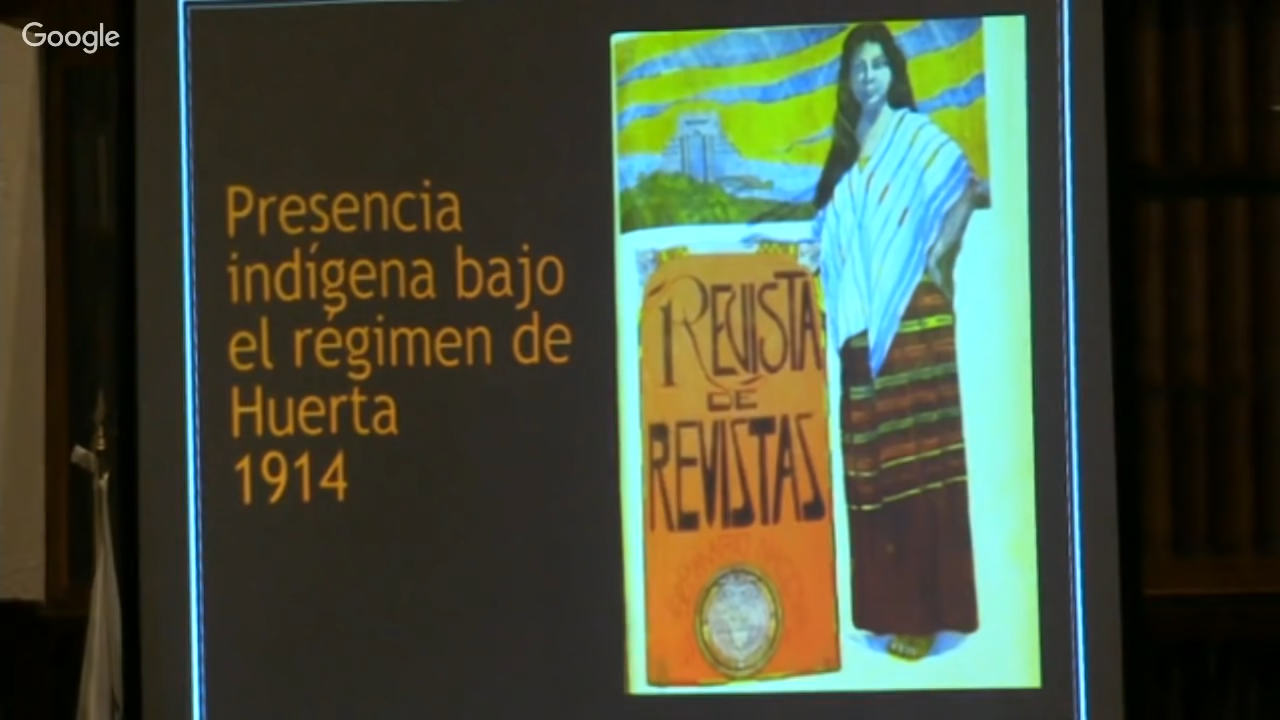 Google
Presencia
indígena bajo
el régimen de
Huerta
1914
REVISTA
DE
REVISTAS